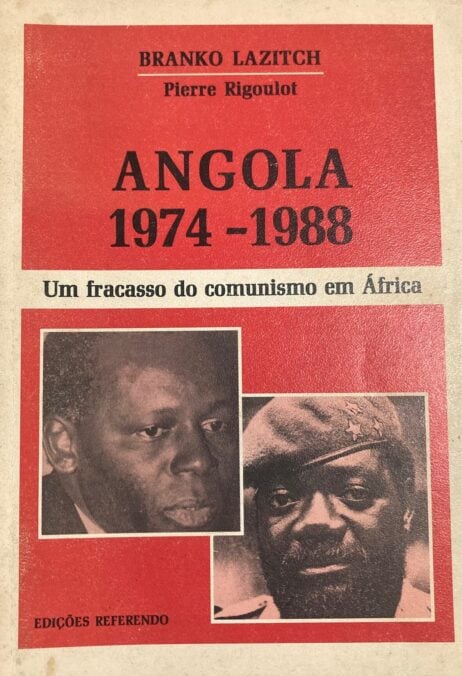 BRANKO LAZITCH
Pierre Rigoulot
ANGOLA
1974 -1988
Um fracasso do comunismo em África
EDIÇÕES REFERENDO